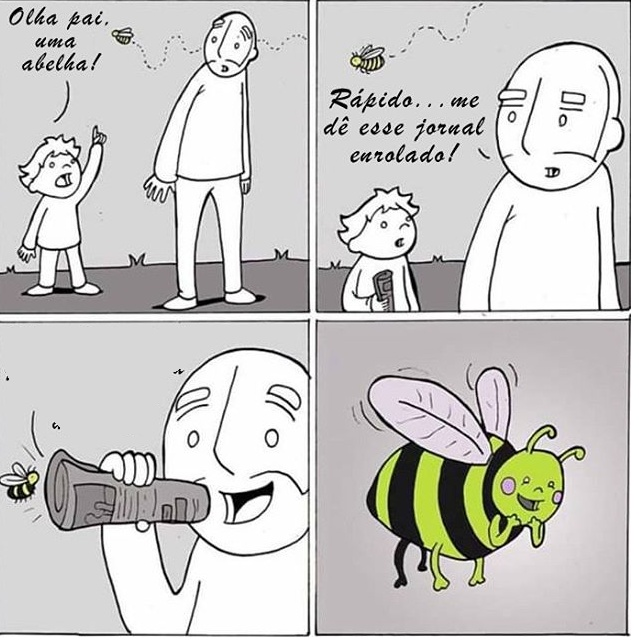 Olha pai,
uma
abelha!
Rápido...me
dê esse jornal
enrolado!